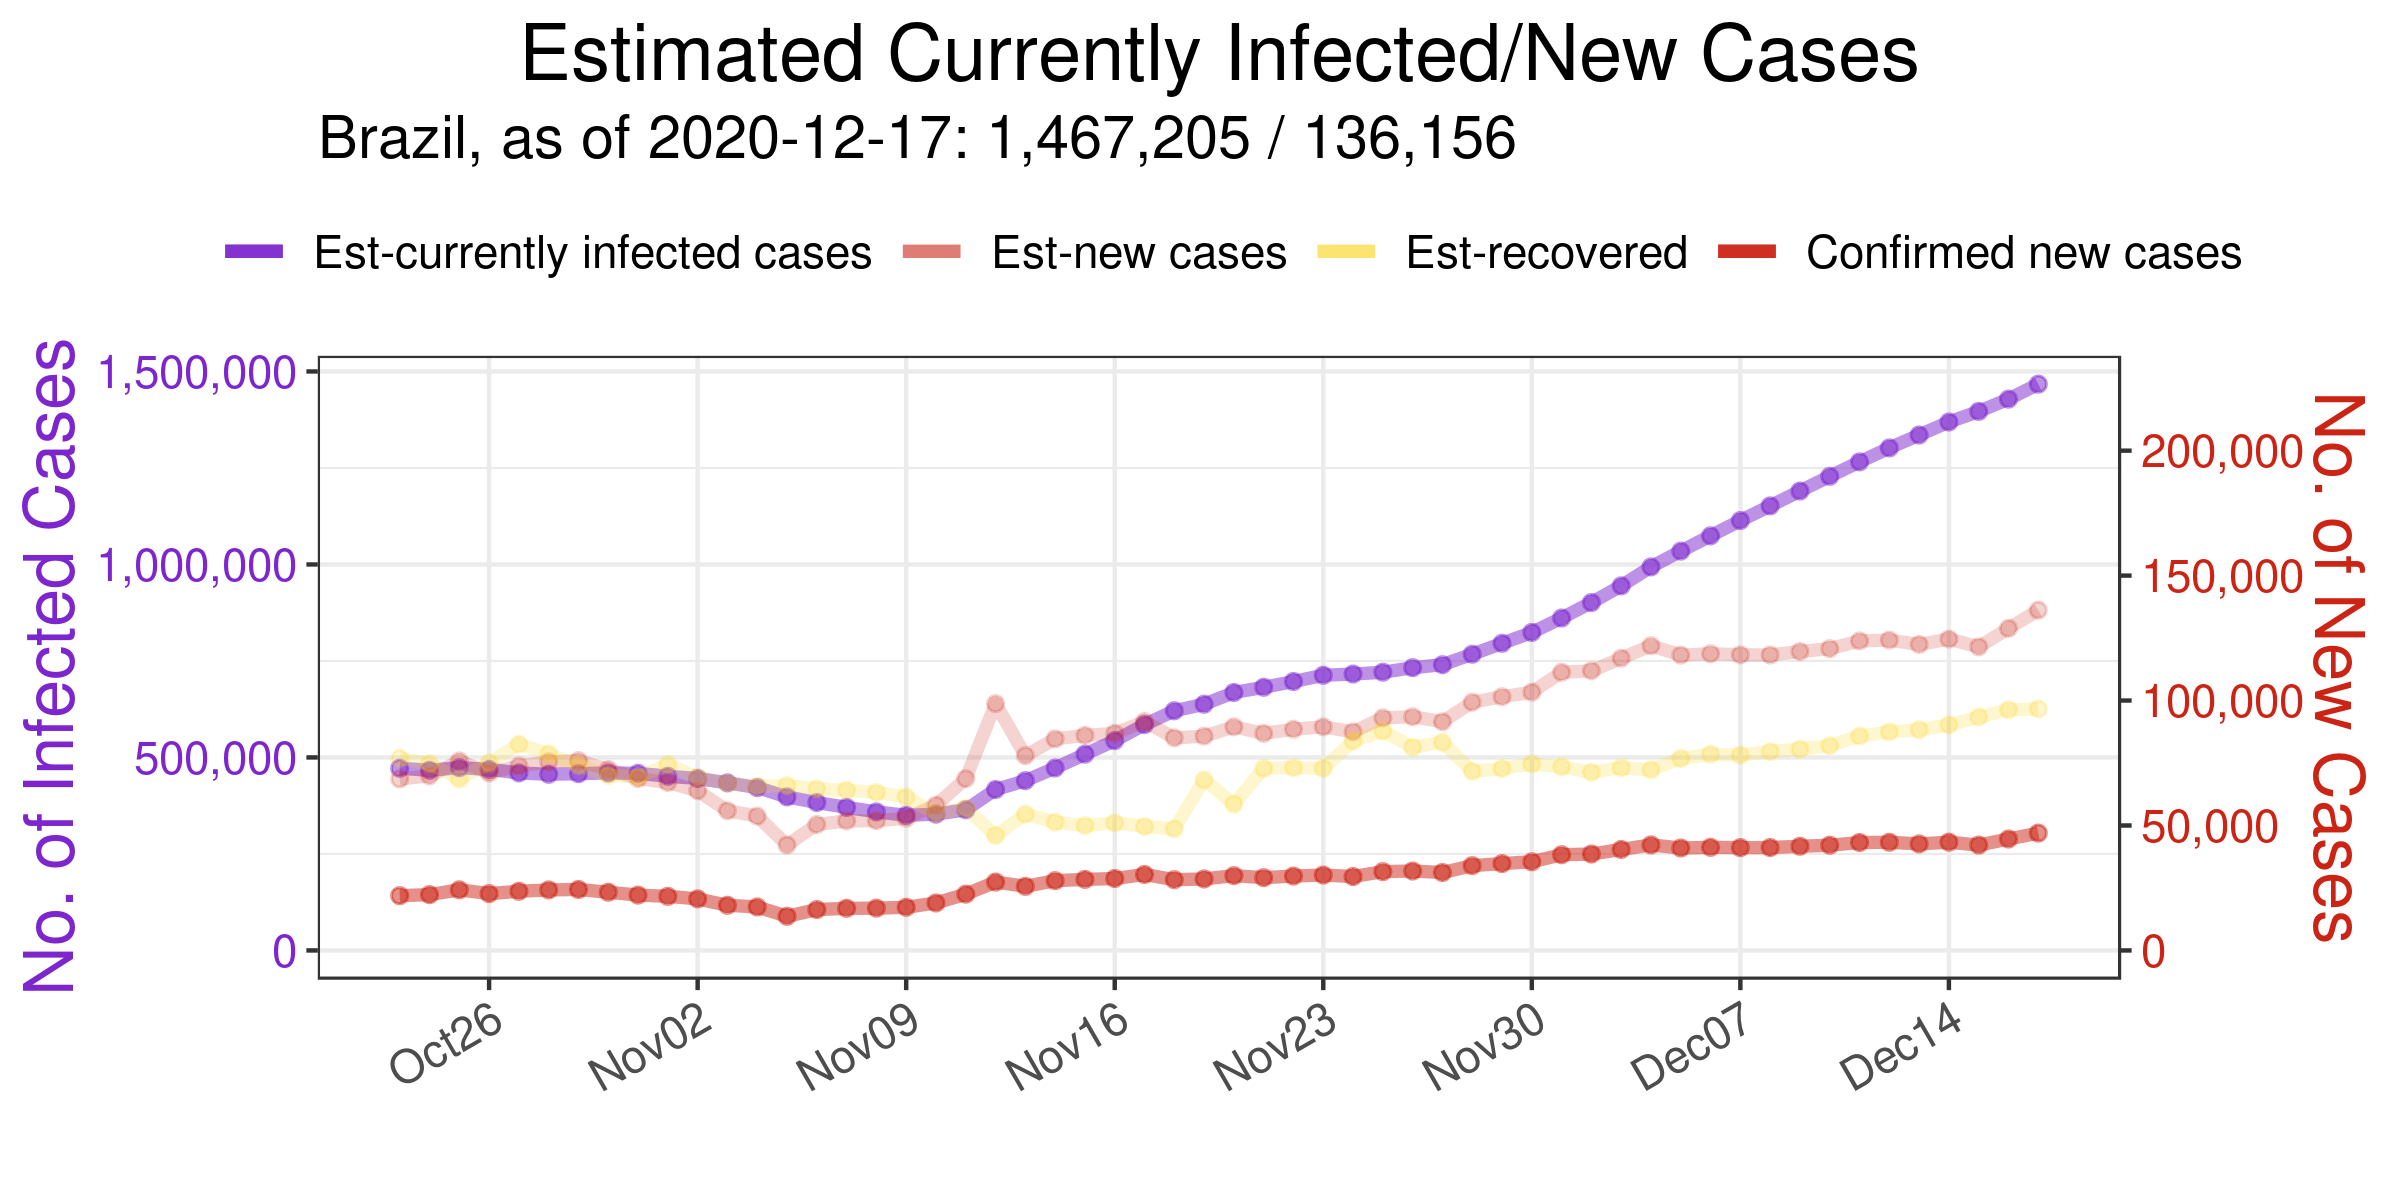 Estimated Currently Infected/New Cases
Brazil, as of 2020-12-17: 1,467,205 / 136,156
Est-currently infected cases Est-new cases Est-recovered Confirmed new cases
No. of Infected Cases
1,500,000
1,000,000
500,000
0
200,000
150,000
100,000
50,000
0
No. of New Cases
Oct26 Nov02 Nov09 Nov16 Nov23 Nov30 Dec07 Dec14